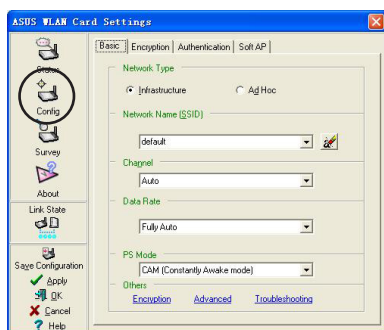 ASUS WLAN Card Settings
Status
Config
Survey
About
Link State
Save Configuration
Apply
OK
Cancel
Help
Basic Encryption Authentication Soft AP
Network Type
Infrastructure Ad Hoc
Network Name (SSID)
default
Channel
Auto
Data Rate
Fully Auto
PS Mode
CAM (Constantly Awake mode)
Others
Encryption Advanced Troubleshooting